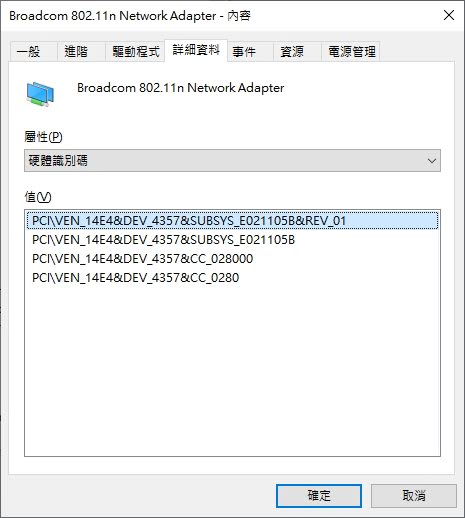 Broadcom 802.11n Network Adapter - 內容
一般 進階 驅動程式 詳細資料 事件 資源 電源管理
Broadcom 802.11n Network Adapter
屬性(P)
硬體識別碼
值(V)
PCI\VEN_14E4&DEV_4357&SUBSYS_E021105B&REV_01
PCI\VEN_14E4&DEV_4357&SUBSYS_E021105B
PCI\VEN_14E4&DEV_4357&CC_028000
PCI\VEN_14E4&DEV_4357&CC_0280
確定 取消